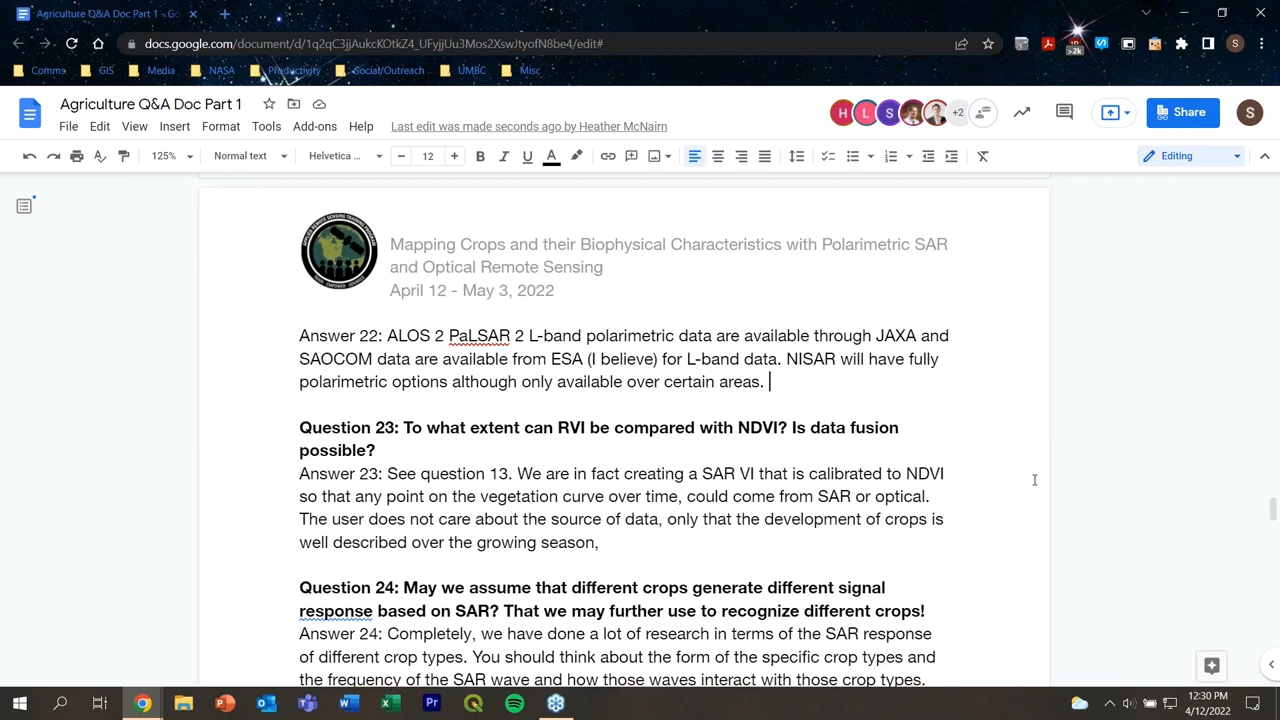 Agriculture Q&A Doc Part 1 - Go
docs.google.com/document/d/1q2qC3jjAukcKOtkZ4_UFyjjUu3Mos2XswJtyofN8be4/edit#
>2k
S
Comms GIS Media NASA Productivity Social/Outreach UMBC Misc
Agriculture Q&A Doc Part 1
H L S +2
Share
S
File Edit View Insert Format Tools Add-ons Help Last edit was made seconds ago by Heather McNairn
125% Normal text Helvetica ... 12 B I U A Editing
Mapping Crops and their Biophysical Characteristics with Polarimetric SAR
and Optical Remote Sensing
April 12 - May 3, 2022
Answer 22: ALOS 2 PaLSAR 2 L-band polarimetric data are available through JAXA and
SAOCOM data are available from ESA (I believe) for L-band data. NISAR will have fully
polarimetric options although only available over certain areas.
Question 23: To what extent can RVI be compared with NDVI? Is data fusion
possible?
Answer 23: See question 13. We are in fact creating a SAR VI that is calibrated to NDVI
so that any point on the vegetation curve over time, could come from SAR or optical.
The user does not care about the source of data, only that the development of crops is
well described over the growing season,
Question 24: May we assume that different crops generate different signal
response based on SAR? That we may further use to recognize different crops!
Answer 24: Completely, we have done a lot of research in terms of the SAR response
of different crop types. You should think about the form of the specific crop types and
the frequency of the SAR wave and how those waves interact with those crop types.
12:30 PM
4/12/2022